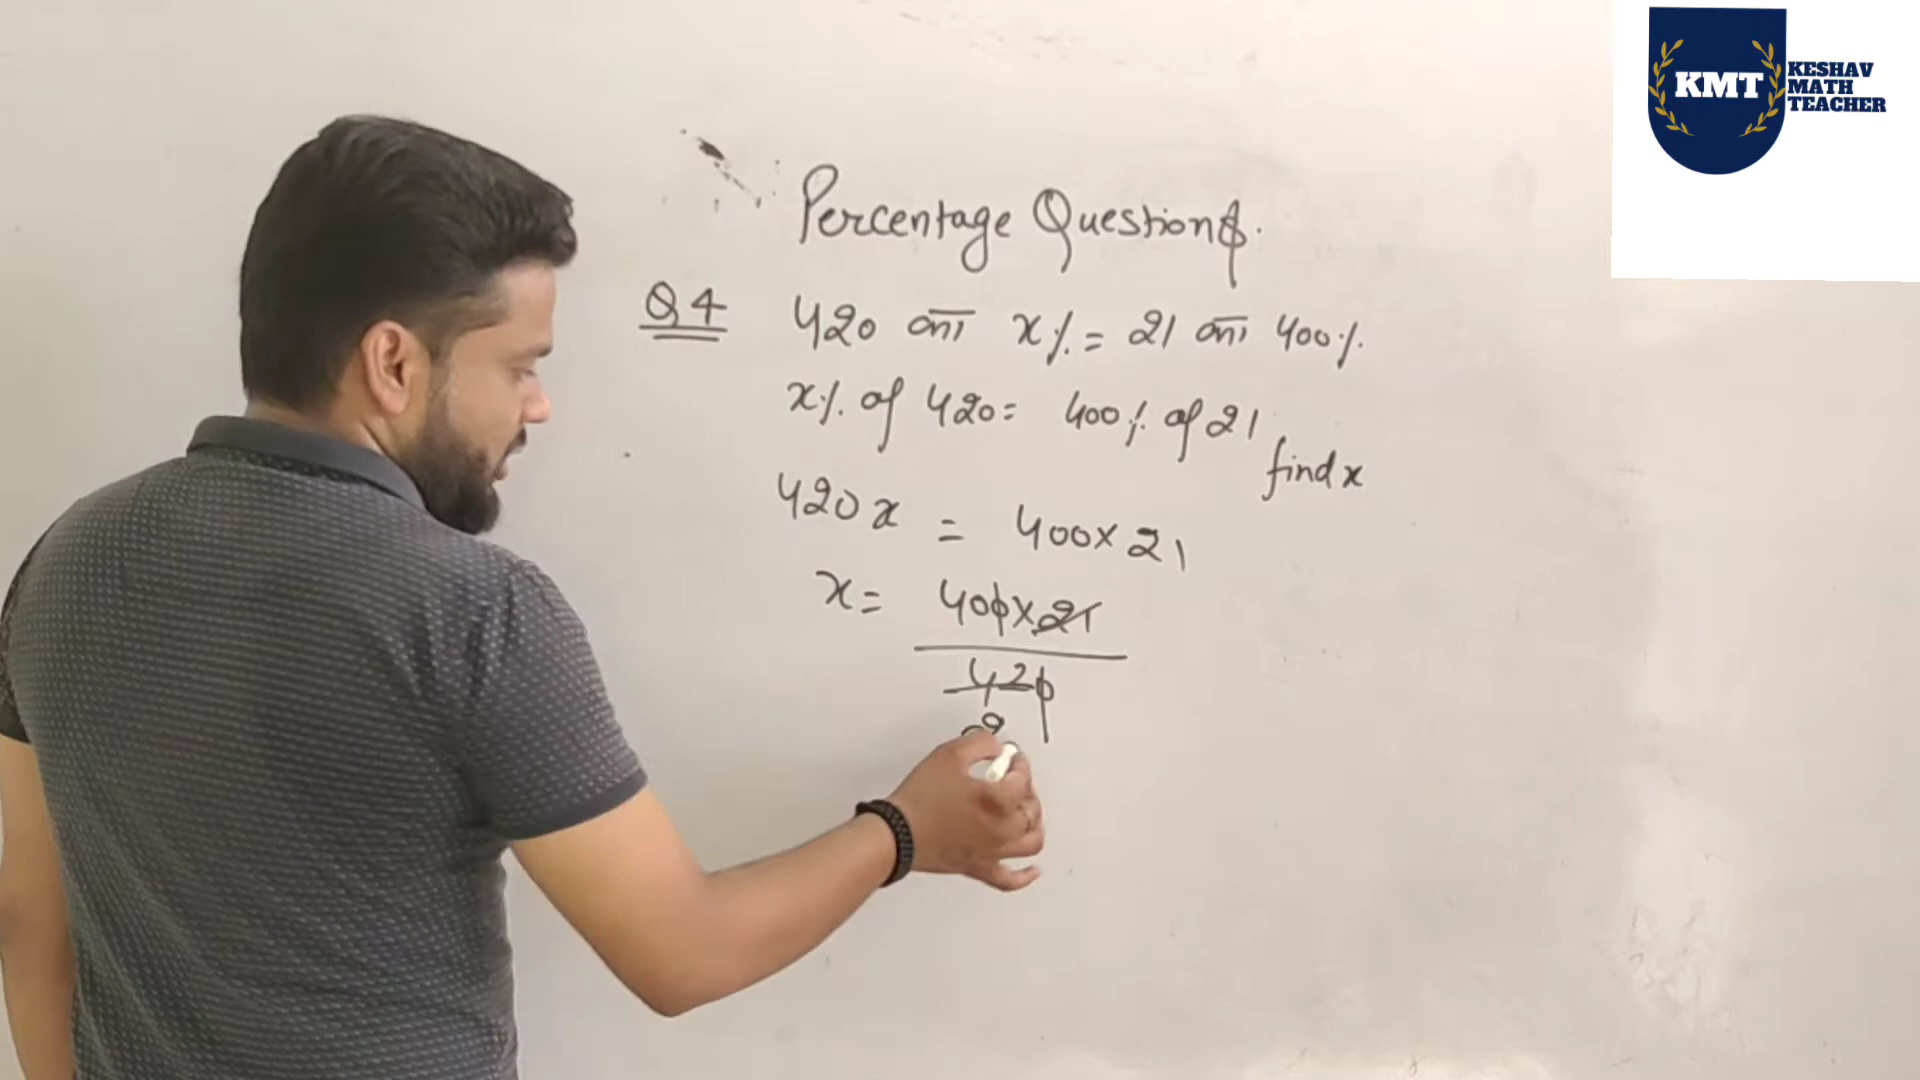 KMT KESHAV
MATH
TEACHER
Percentage Questions.
Q4 420 का x% = 21 का 400%
x% of 420 = 400% of 21
find x
420x = 400×21
x = 400×21
420
2